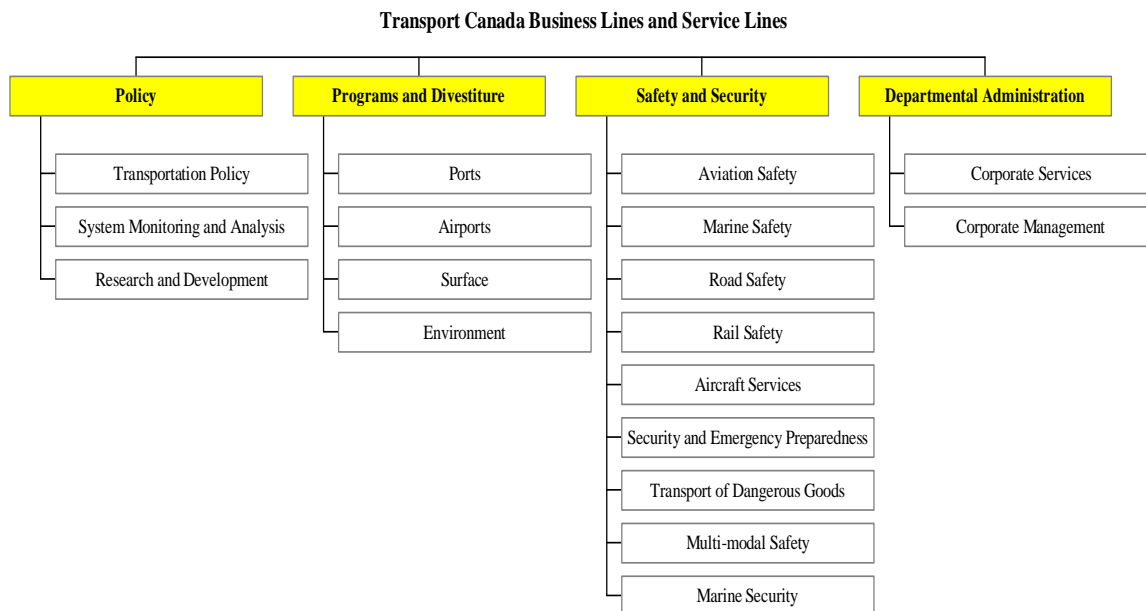 Transport Canada Business Lines and Service Lines
Policy
Transportation Policy
System Monitoring and Analysis
Research and Development
Programs and Divestiture
Ports
Airports
Surface
Environment
Safety and Security
Aviation Safety
Marine Safety
Road Safety
Rail Safety
Aircraft Services
Security and Emergency Preparedness
Transport of Dangerous Goods
Multi-modal Safety
Marine Security
Departmental Administration
Corporate Services
Corporate Management